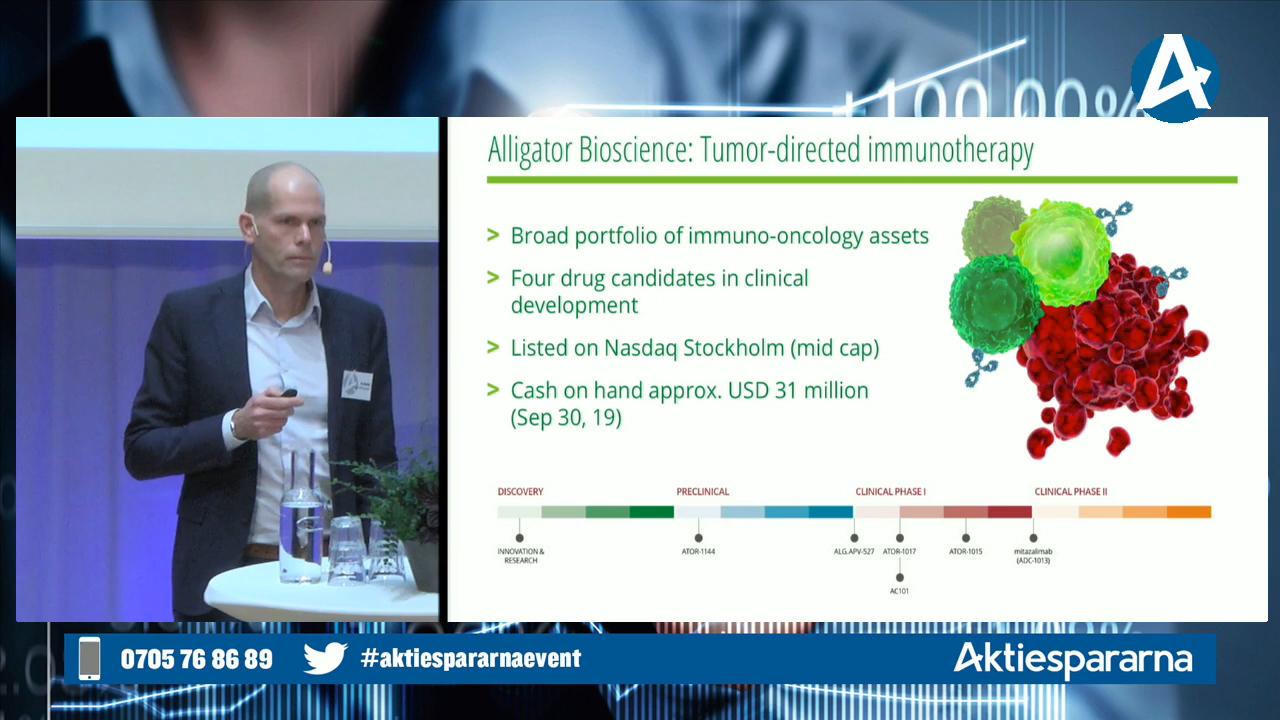 +100,00%
Alligator Bioscience: Tumor-directed immunotherapy
> Broad portfolio of immuno-oncology assets
> Four drug candidates in clinical
development
> Listed on Nasdaq Stockholm (mid cap)
> Cash on hand approx. USD 31 million
(Sep 30, 19)
DISCOVERY PRECLINICAL CLINICAL PHASE I CLINICAL PHASE II
INNOVATION & RESEARCH ATOR-1144 ALG.APV-527 ATOR-1017 ATOR-1015 mitazalimab (ADC-1013)
AC101
0705 76 86 89 #aktiespararnaevent Aktiespararna